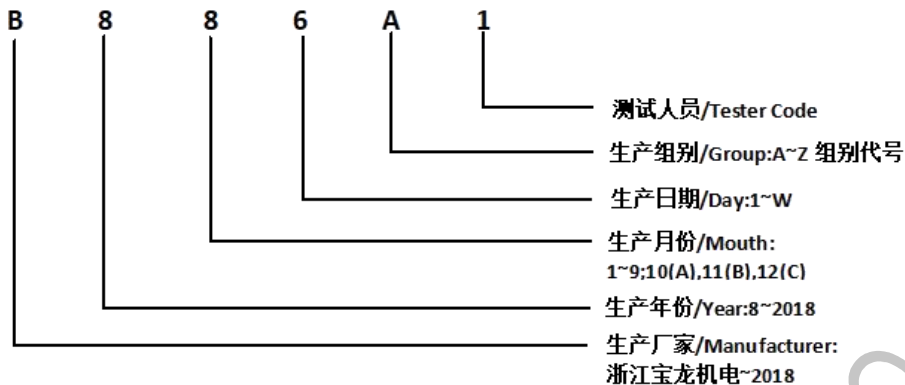 B 8 8 6 A 1
测试人员/Tester Code
生产组别/Group:A~Z 组别代号
生产日期/Day:1~W
生产月份/Mouth:
1~9;10(A),11(B),12(C)
生产年份/Year:8~2018
生产厂家/Manufacturer:
浙江宝龙机电~2018